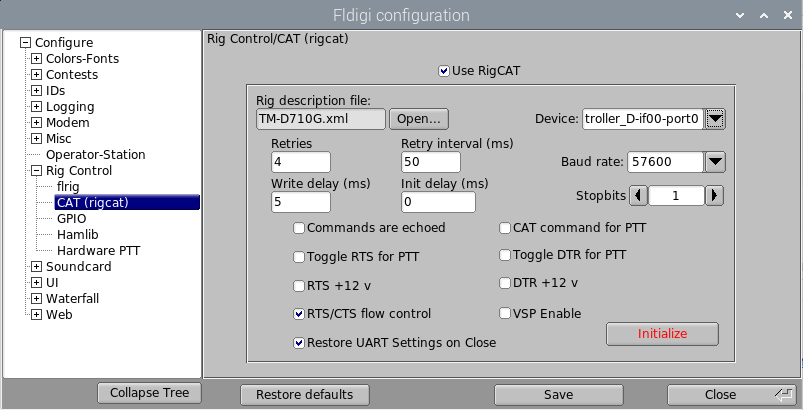 Fldigi configuration
Configure
Colors-Fonts
Contests
IDs
Logging
Modem
Misc
Operator-Station
Rig Control
flrig
CAT (rigcat)
GPIO
Hamlib
Hardware PTT
Soundcard
UI
Waterfall
Web
Collapse Tree
Rig Control/CAT (rigcat)
Use RigCAT
Rig description file:
TM-D710G.xml Open... Device: troller_D-if00-port0
Retries Retry interval (ms)
4 50 Baud rate: 57600
Write delay (ms) Init delay (ms)
5 0 Stopbits 1
Commands are echoed CAT command for PTT
Toggle RTS for PTT Toggle DTR for PTT
RTS +12 v DTR +12 v
RTS/CTS flow control VSP Enable
Initialize
Restore UART Settings on Close
Restore defaults Save Close